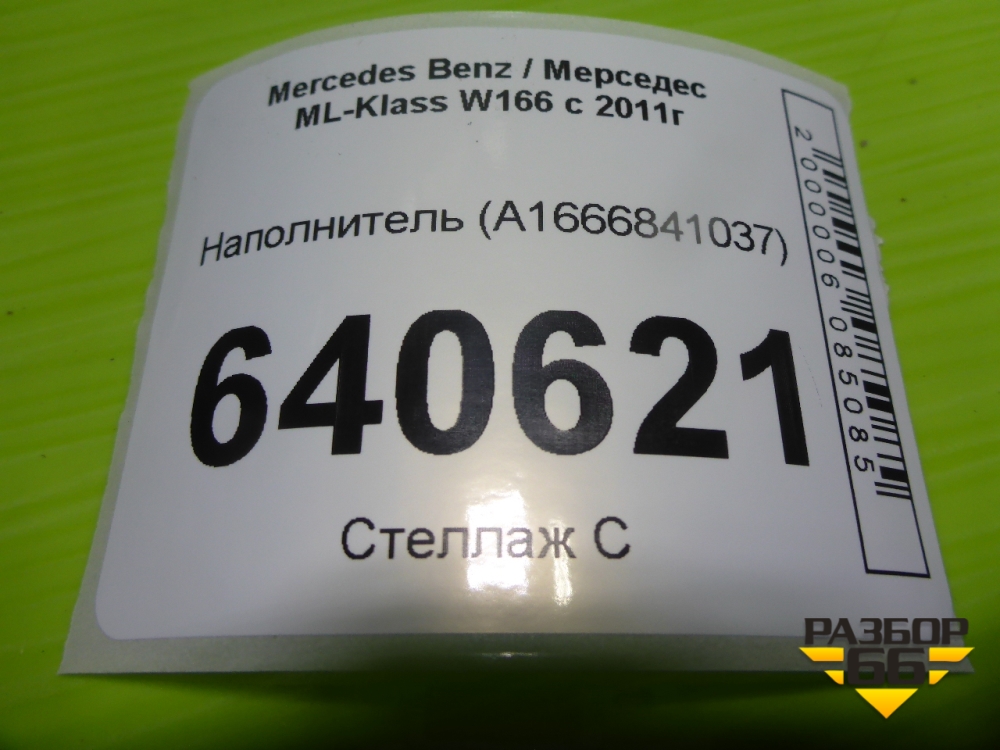 Mercedes Benz / Мерседес
ML-Klass W166 с 2011г
Наполнитель (A1666841037)
640621
Стеллаж С
2000006085085
РАЗБОР
66